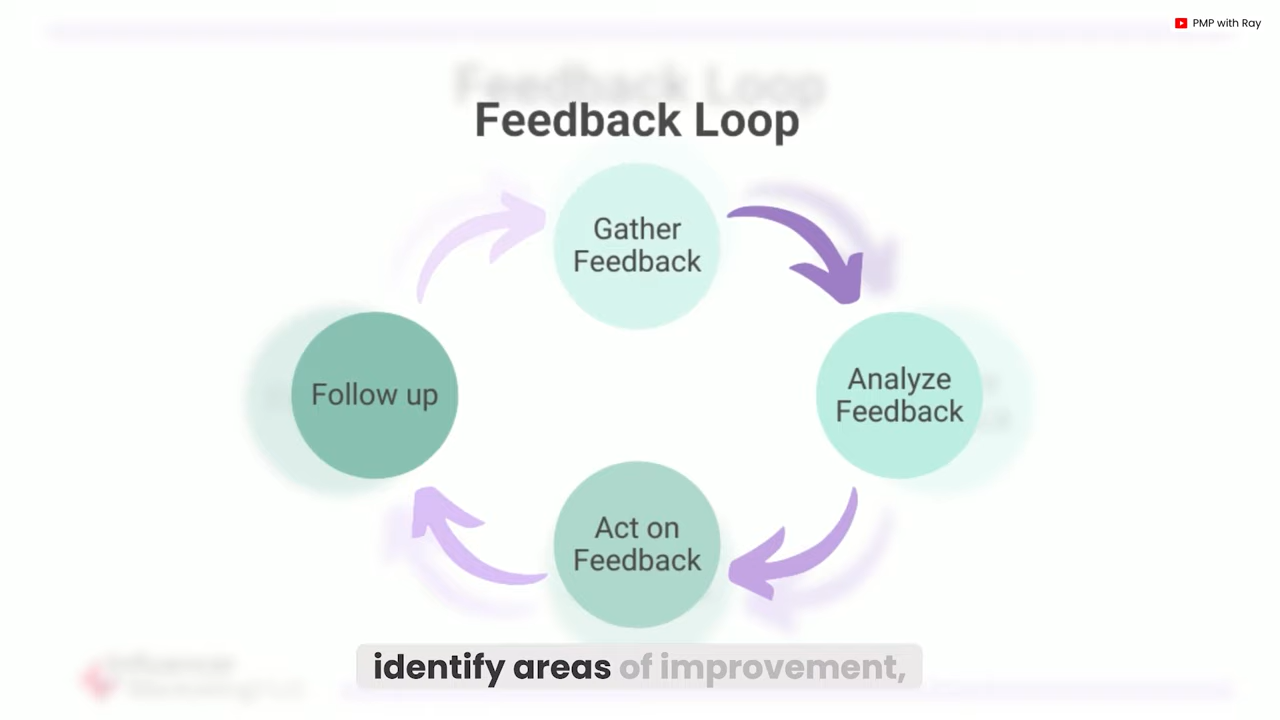 PMP with Ray
Feedback Loop
Gather
Feedback
Analyze
Feedback
Act on
Feedback
Follow up
identify areas of improvement,